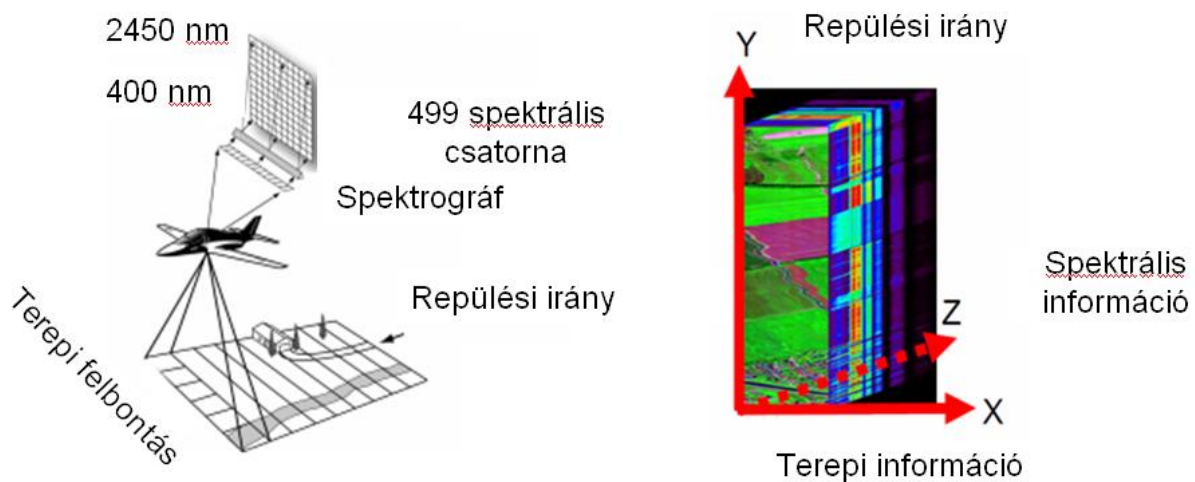 2450 nm
400 nm
499 spektrális
csatorna
Spektrográf
Repülési irány
Terepi felbontás
Repülési irány
Y
Spektrális
információ
Z
X
Terepi információ